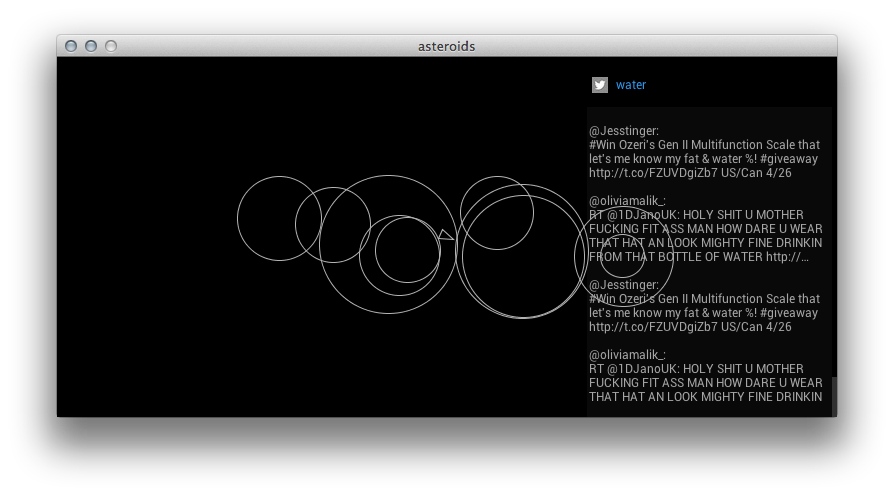 asteroids
water
@Jesstinger:
#Win Ozeri's Gen II Multifunction Scale that
let's me know my fat & water %! #giveaway
http://t.co/FZUVDgiZb7 US/Can 4/26
@oliviamalik_:
RT @1DJanoUK: HOLY SHIT U MOTHER
FUCKING FIT ASS MAN HOW DARE U WEAR
THAT HAT AN LOOK MIGHTY FINE DRINKIN
FROM THAT BOTTLE OF WATER http://…
@Jesstinger:
#Win Ozeri's Gen II Multifunction Scale that
let's me know my fat & water %! #giveaway
http://t.co/FZUVDgiZb7 US/Can 4/26
@oliviamalik_:
RT @1DJanoUK: HOLY SHIT U MOTHER
FUCKING FIT ASS MAN HOW DARE U WEAR
THAT HAT AN LOOK MIGHTY FINE DRINKIN